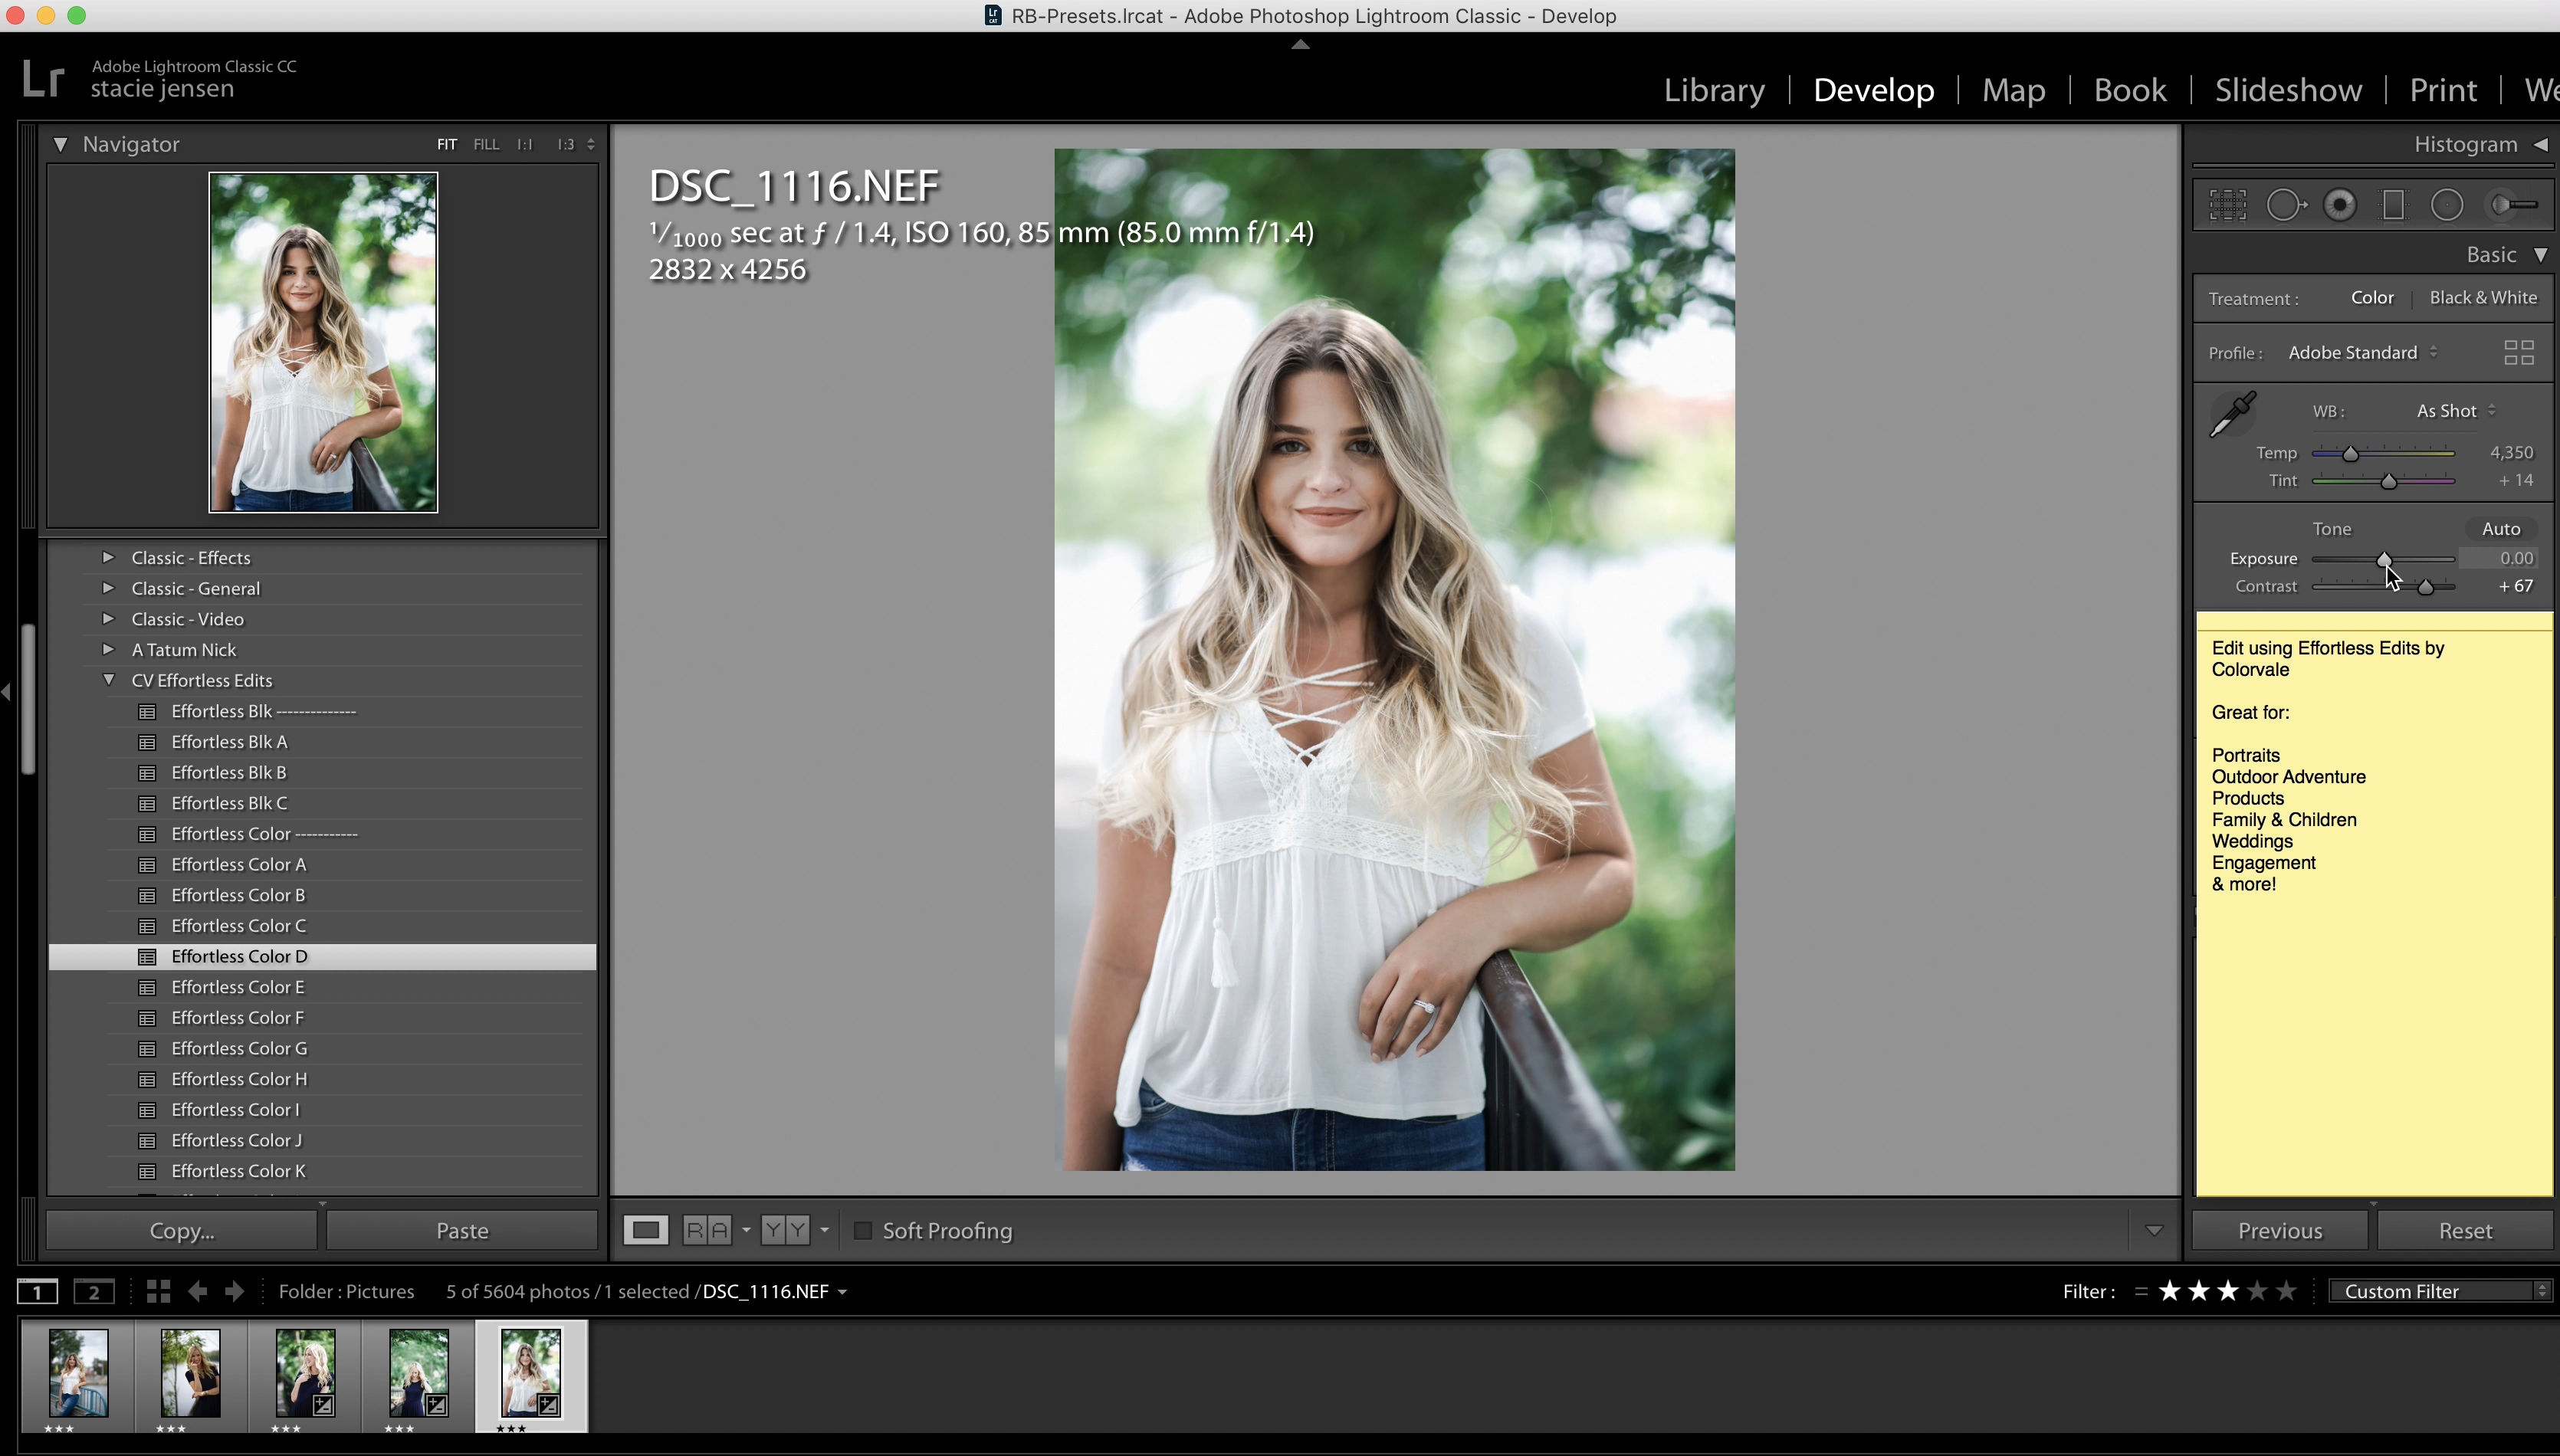 RB-Presets.lrcat - Adobe Photoshop Lightroom Classic - Develop
Lr
Adobe Lightroom Classic CC
stacie jensen
Library | Develop | Map | Book | Slideshow | Print | We
Navigator FIT FILL 1:1 1:3
Histogram
DSC_1116.NEF
1/1000 sec at ƒ / 1.4, ISO 160, 85 mm (85.0 mm f/1.4)
2832 x 4256
Basic
Treatment : Color | Black & White
Profile : Adobe Standard
WB : As Shot
Temp 4,350
Tint + 14
Tone Auto
Exposure 0.00
Contrast + 67
Classic - Effects
Classic - General
Classic - Video
A Tatum Nick
CV Effortless Edits
Effortless Blk --------------
Effortless Blk A
Effortless Blk B
Effortless Blk C
Effortless Color -----------
Effortless Color A
Effortless Color B
Effortless Color C
Effortless Color D
Effortless Color E
Effortless Color F
Effortless Color G
Effortless Color H
Effortless Color I
Effortless Color J
Effortless Color K
Edit using Effortless Edits by
Colorvale
Great for:
Portraits
Outdoor Adventure
Products
Family & Children
Weddings
Engagement
& more!
Copy... Paste
R A Y Y Soft Proofing
Previous Reset
1 2 Folder : Pictures 5 of 5604 photos / 1 selected / DSC_1116.NEF
Filter : Custom Filter